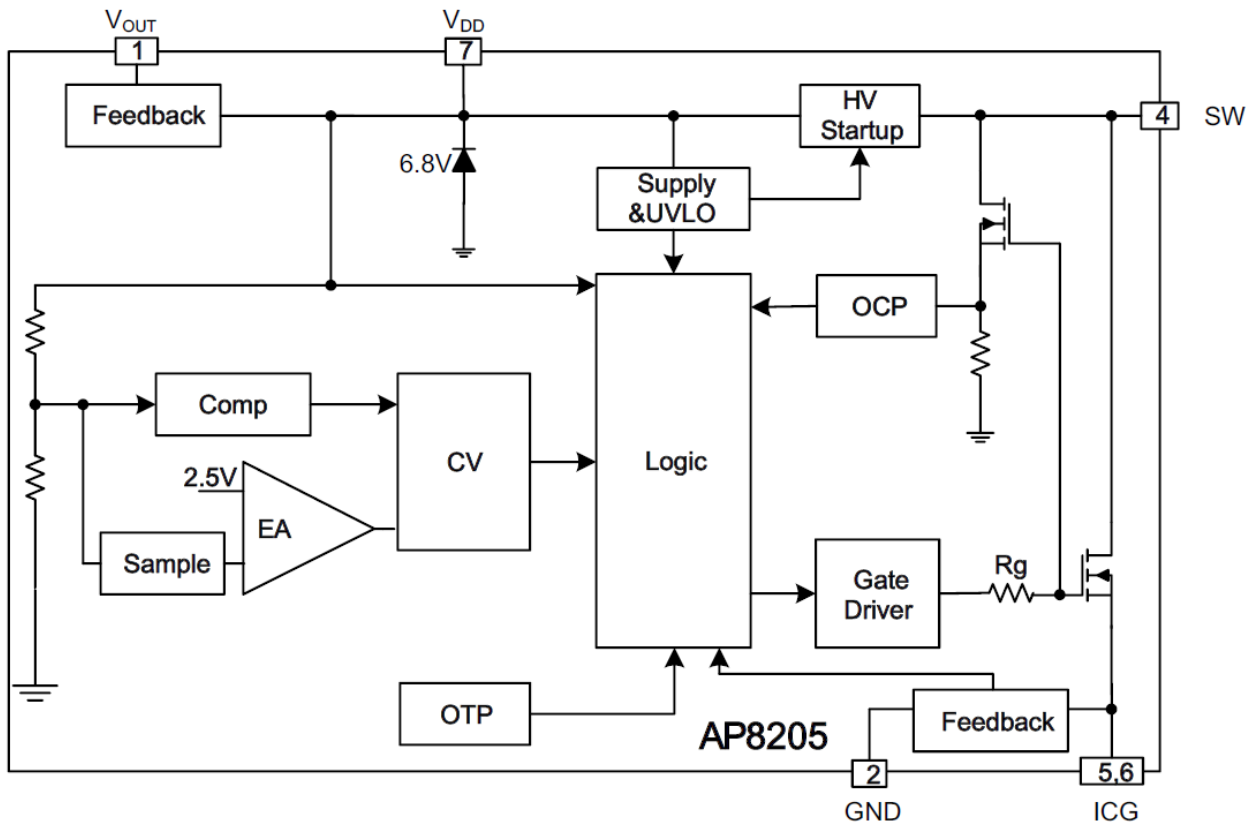 VOUT
VDD
1
7
Feedback
HV
Startup
4
SW
6.8V
Supply
&UVLO
OCP
Comp
CV
Logic
2.5V
EA
Sample
Gate
Driver
Rg
OTP
Feedback
AP8205
2
5,6
GND
ICG